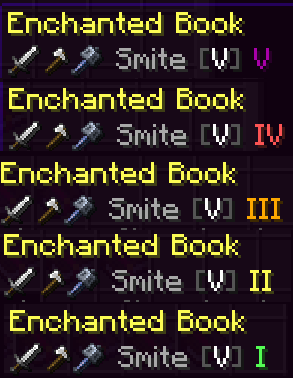 Enchanted Book
Smite [V] V
Enchanted Book
Smite [V] IV
Enchanted Book
Smite [V] III
Enchanted Book
Smite [V] II
Enchanted Book
Smite [V] I